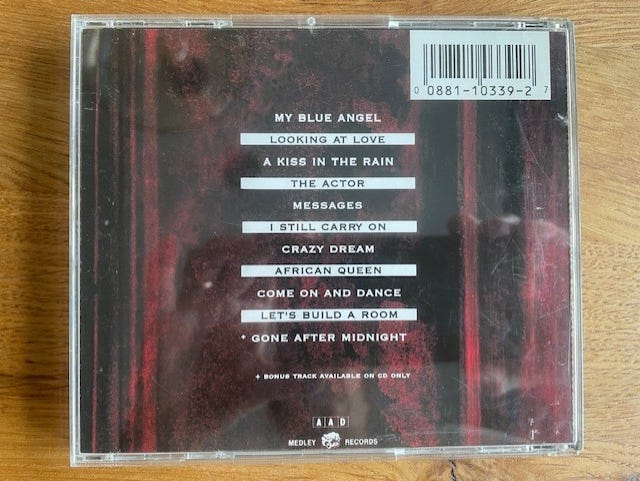 0 0881-10339-2 7
MY BLUE ANGEL
LOOKING AT LOVE
A KISS IN THE RAIN
THE ACTOR
MESSAGES
I STILL CARRY ON
CRAZY DREAM
AFRICAN QUEEN
COME ON AND DANCE
LET'S BUILD A ROOM
+ GONE AFTER MIDNIGHT
+ BONUS TRACK AVAILABLE ON CD ONLY
AAD
MEDLEY RECORDS